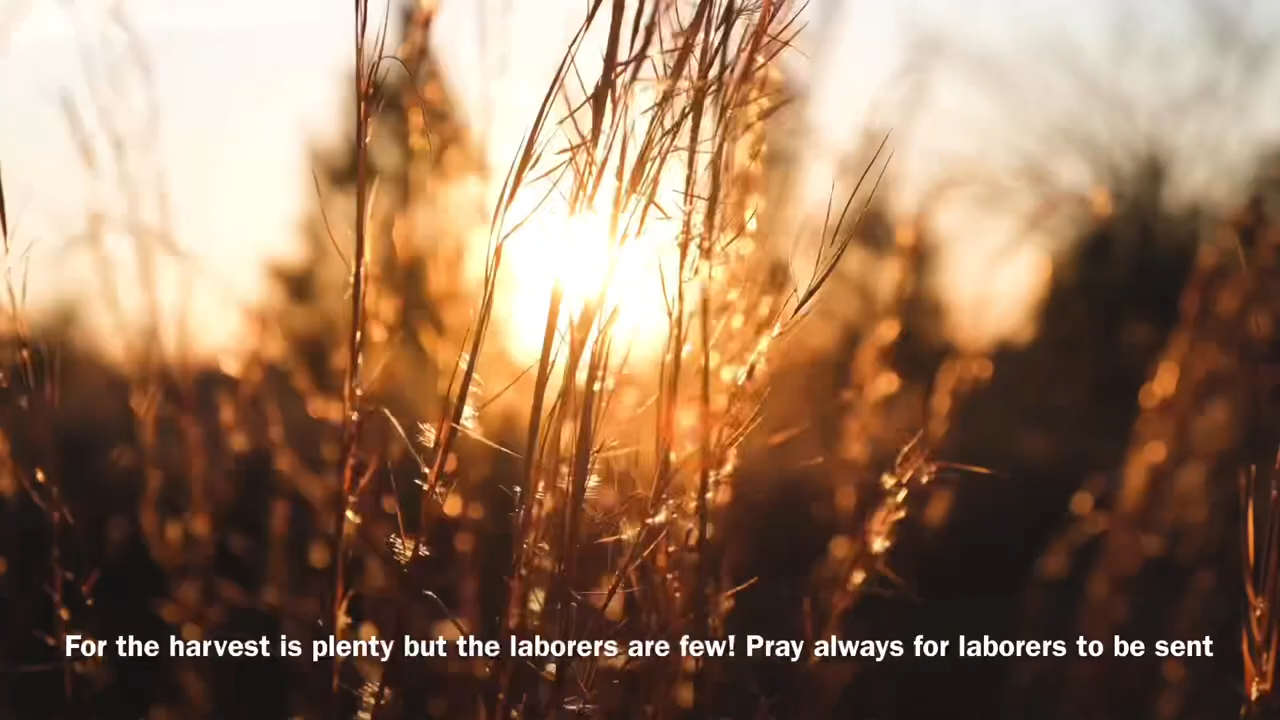 For the harvest is plenty but the laborers are few! Pray always for laborers to be sent